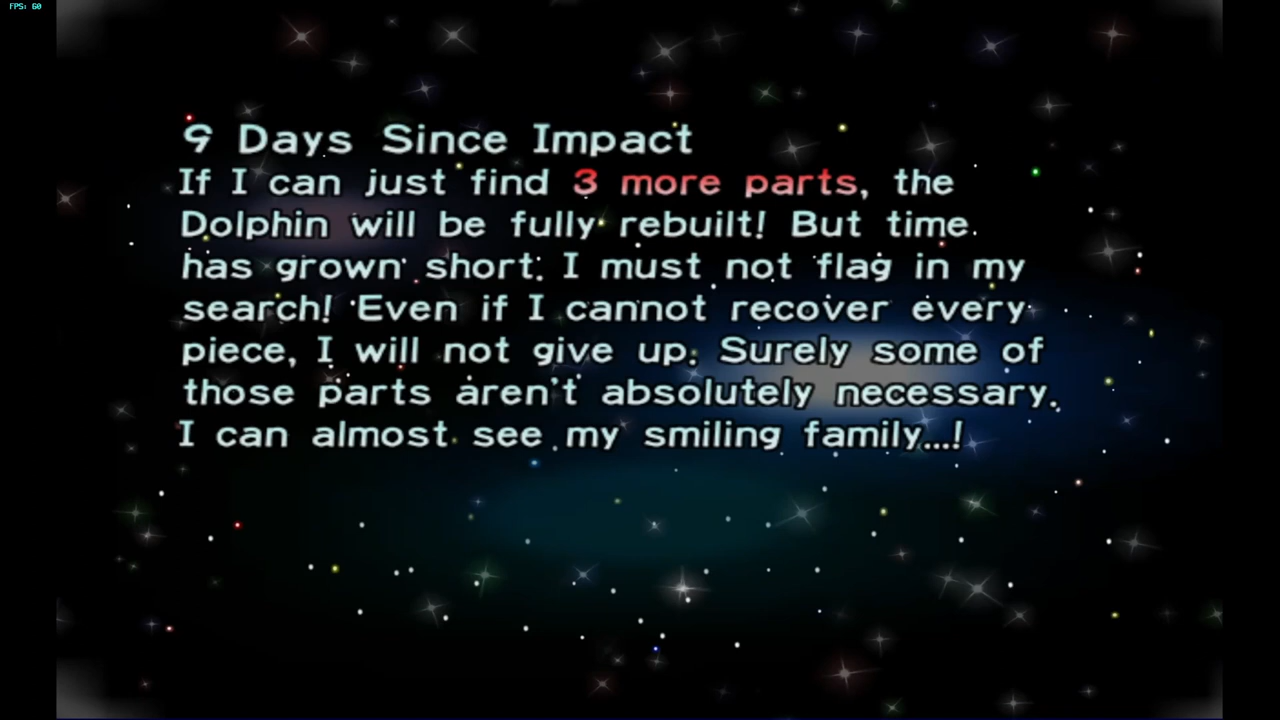 FPS: 60
9 Days Since Impact
If I can just find 3 more parts, the
Dolphin will be fully rebuilt! But time
has grown short. I must not flag in my
search! Even if I cannot recover every
piece, I will not give up. Surely some of
those parts aren't absolutely necessary.
I can almost see my smiling family...!